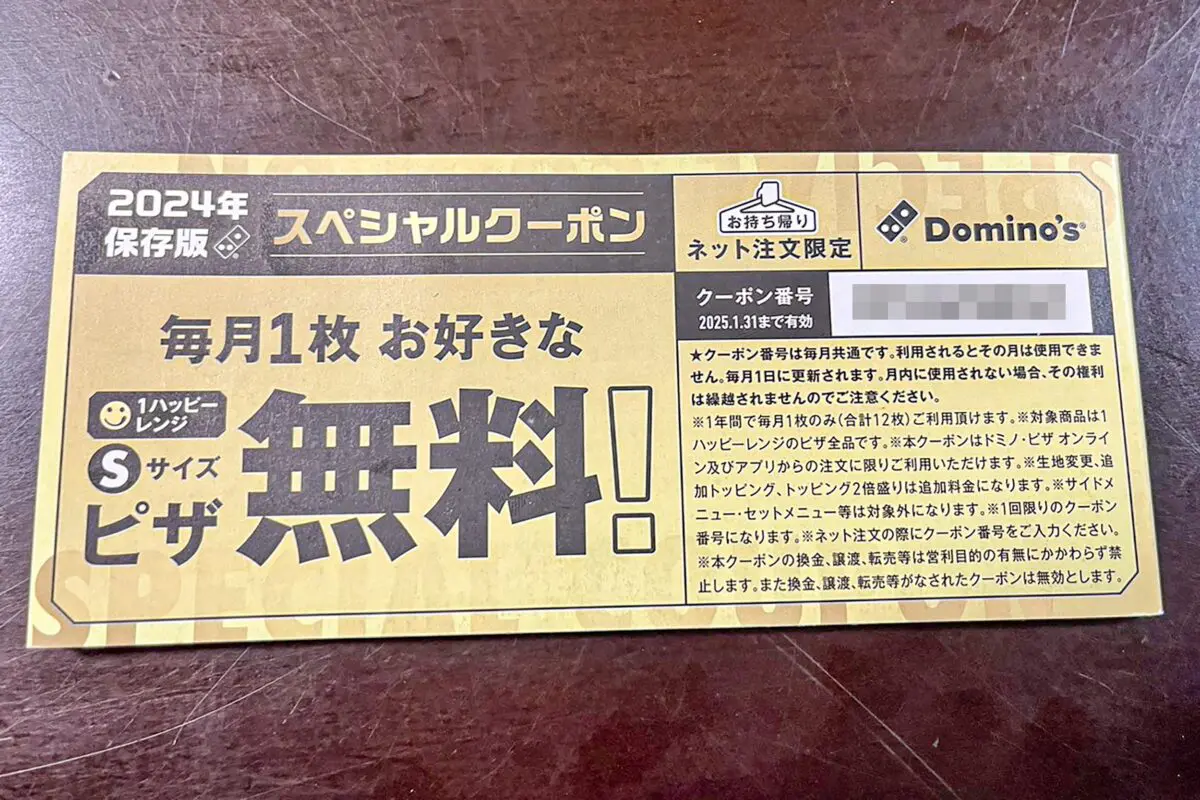 2024年
保存版
スペシャルクーポン
お持ち帰り
ネット注文限定
Domino's
毎月1枚 お好きな
1ハッピー
レンジ
Sサイズ
ピザ
無料!
クーポン番号
2025.1.31まで有効
★クーポン番号は毎月共通です。利用されるとその月は使用できま
せん。毎月1日に更新されます。月内に使用されない場合、その権利
は繰越されませんのでご注意ください。
※1年間で毎月1枚のみ(合計12枚)ご利用頂けます。※対象商品は1
ハッピーレンジのピザ全品です。※本クーポンはドミノ・ピザ オンライ
ン及びアプリからの注文に限りご利用いただけます。※生地変更、追
加トッピング、トッピング2倍盛りは追加料金になります。※サイドメ
ニュー・セットメニュー等は対象外になります。※1回限りのクーポン
番号になります。※ネット注文の際にクーポン番号をご入力ください。
※本クーポンの換金、譲渡、転売等は営利目的の有無にかかわらず禁
止します。また換金、譲渡、転売等がなされたクーポンは無効とします。
SPECIAL COUPON